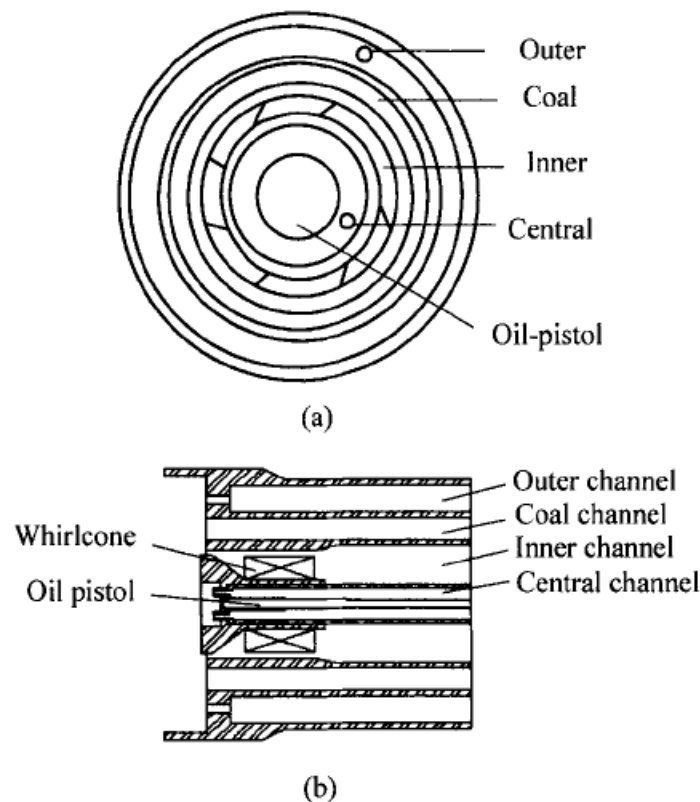 Outer
Coal
Inner
Central
Oil-pistol
(a)
Outer channel
Coal channel
Whirlcone
Inner channel
Oil pistol
Central channel
(b)